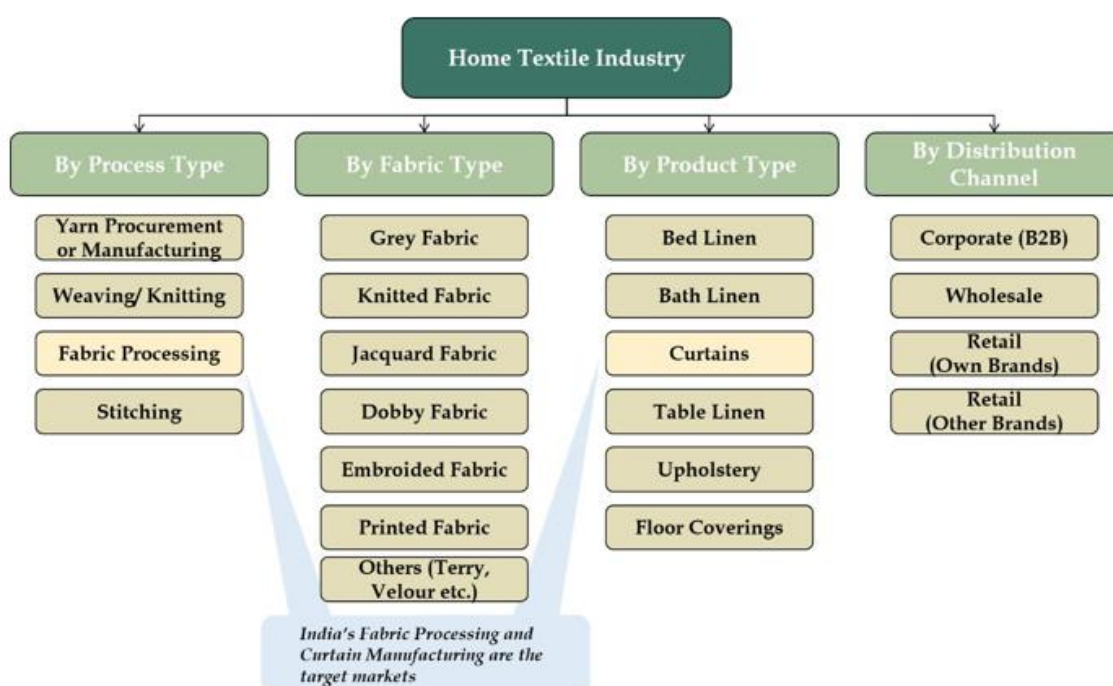 Home Textile Industry
By Process Type
Yarn Procurement
or Manufacturing
Weaving/ Knitting
Fabric Processing
Stitching
By Fabric Type
Grey Fabric
Knitted Fabric
Jacquard Fabric
Dobby Fabric
Embroided Fabric
Printed Fabric
Others (Terry,
Velour etc.)
By Product Type
Bed Linen
Bath Linen
Curtains
Table Linen
Upholstery
Floor Coverings
By Distribution
Channel
Corporate (B2B)
Wholesale
Retail
(Own Brands)
Retail
(Other Brands)
India's Fabric Processing and
Curtain Manufacturing are the
target markets